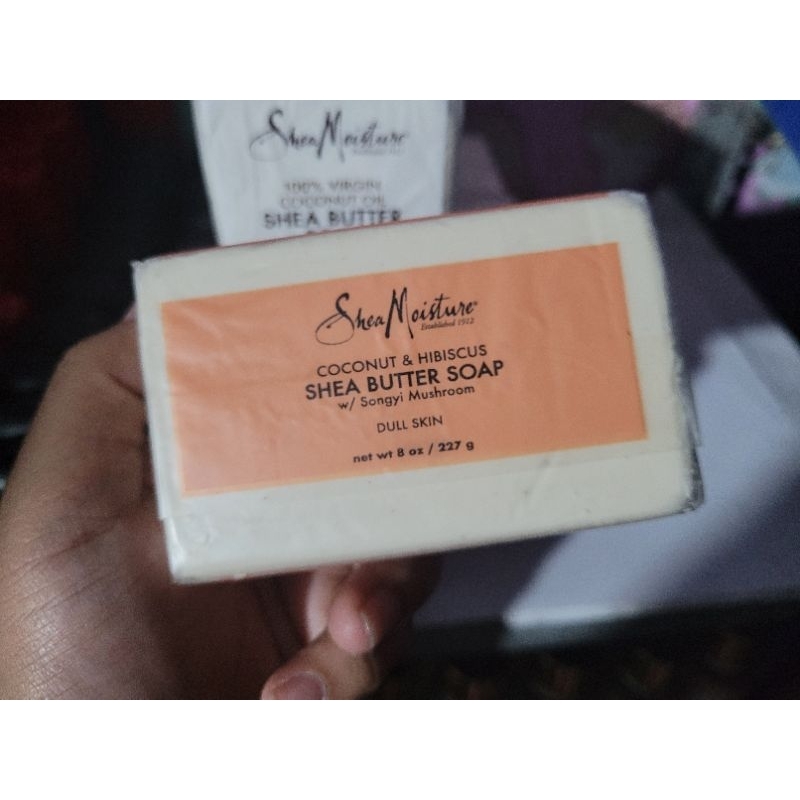 SheaMoisture
100% VIRGIN
COCONUT OIL
SHEA BUTTER
SheaMoisture
Established 1912
COCONUT & HIBISCUS
SHEA BUTTER SOAP
w/ Songyi Mushroom
DULL SKIN
net wt 8 oz / 227 g